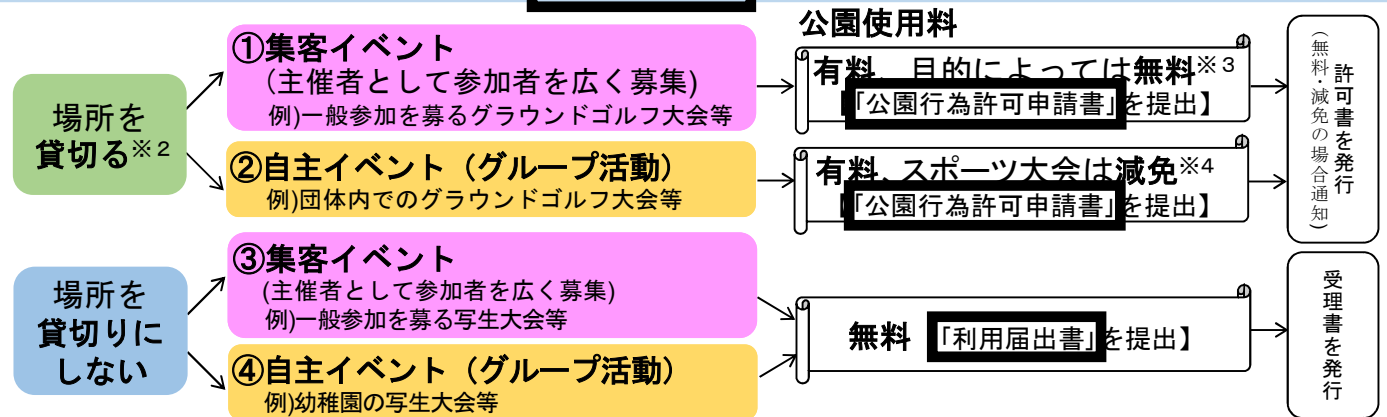 公園使用料
場所を
貸切る※2
①集客イベント
(主催者として参加者を広く募集)
例)一般参加を募るグラウンドゴルフ大会等
有料、目的によっては無料※3
【「公園行為許可申請書」を提出】
②自主イベント（グループ活動）
例)団体内でのグラウンドゴルフ大会等
有料、スポーツ大会は減免※4
【「公園行為許可申請書」を提出】
許可書を発行
（無料・減免の場合通知）
場所を
貸切りに
しない
③集客イベント
(主催者として参加者を広く募集)
例)一般参加を募る写生大会等
④自主イベント（グループ活動）
例)幼稚園の写生大会等
無料【「利用届出書」を提出】
受理書を発行